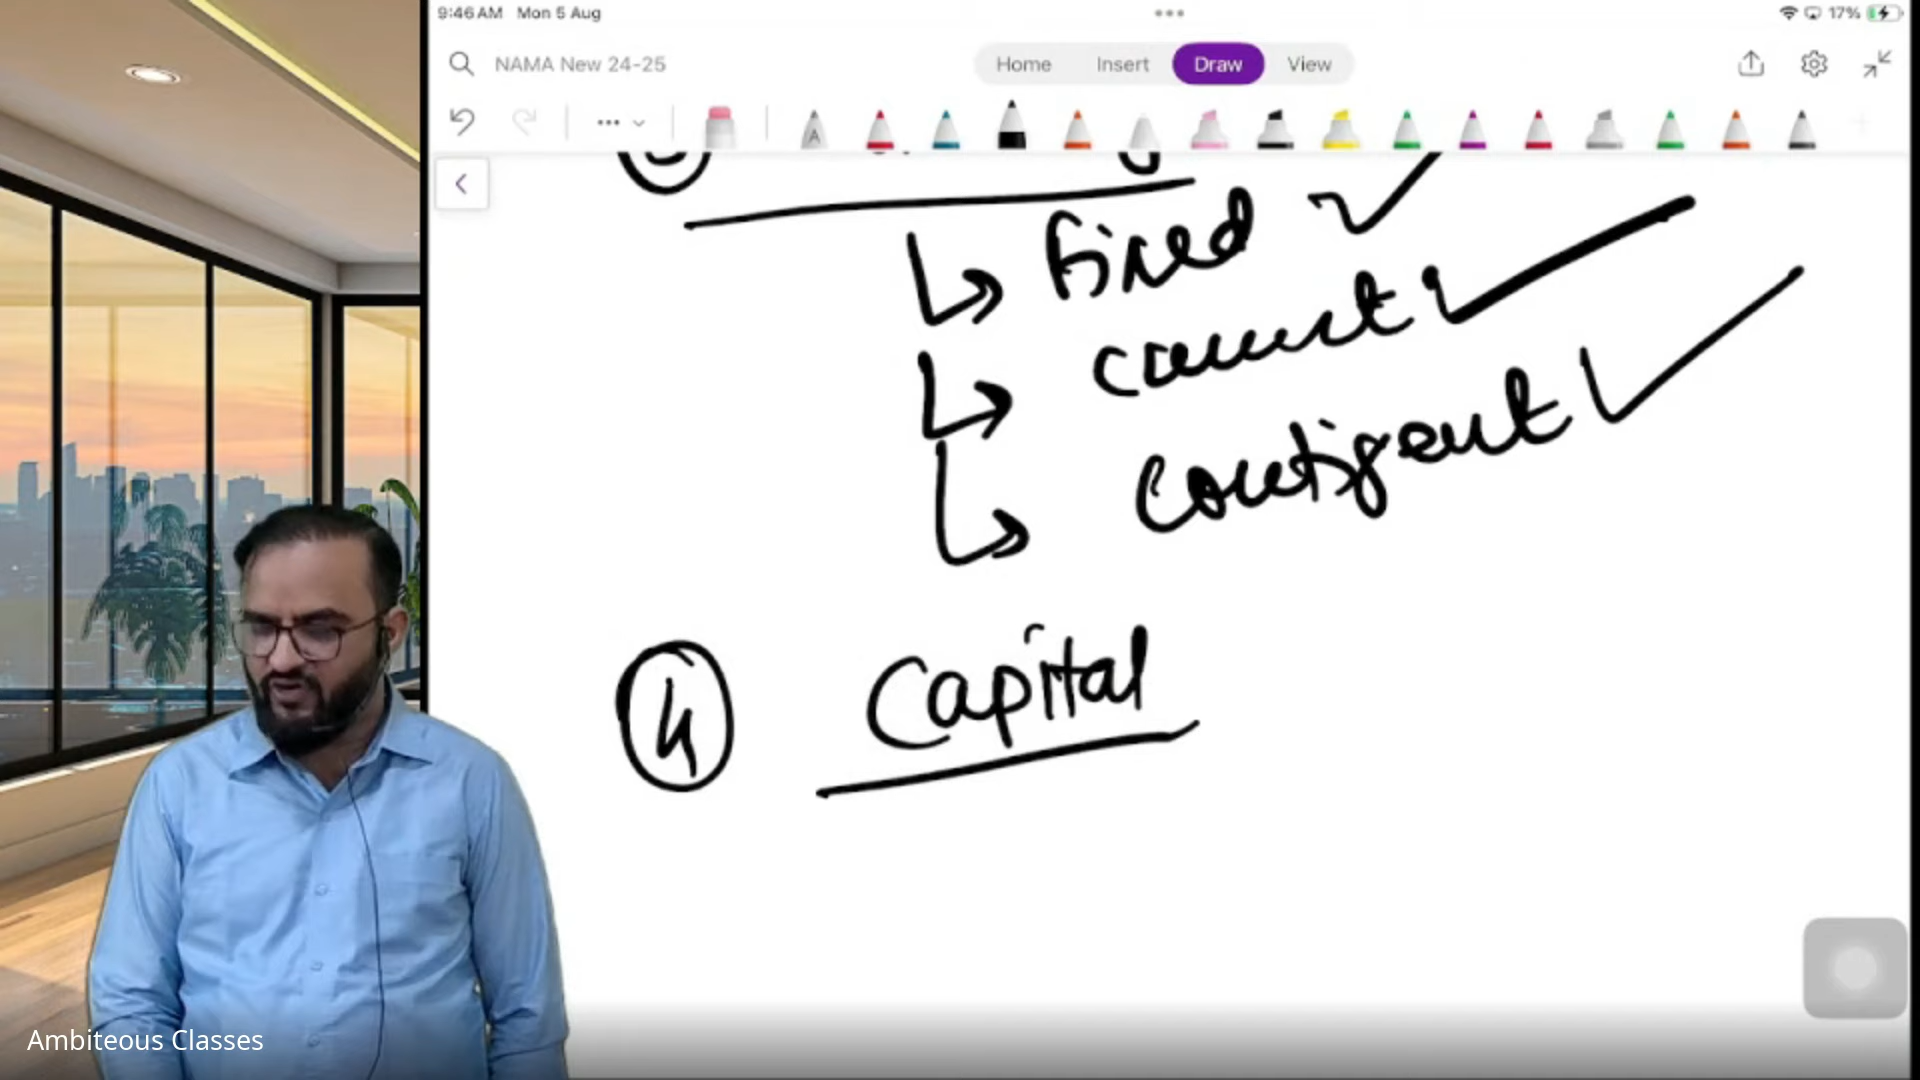 9:46 AM Mon 5 Aug
17%
NAMA New 24-25
Home Insert Draw View
A
fixed
current
contigent
4 Capital
Ambiteous Classes